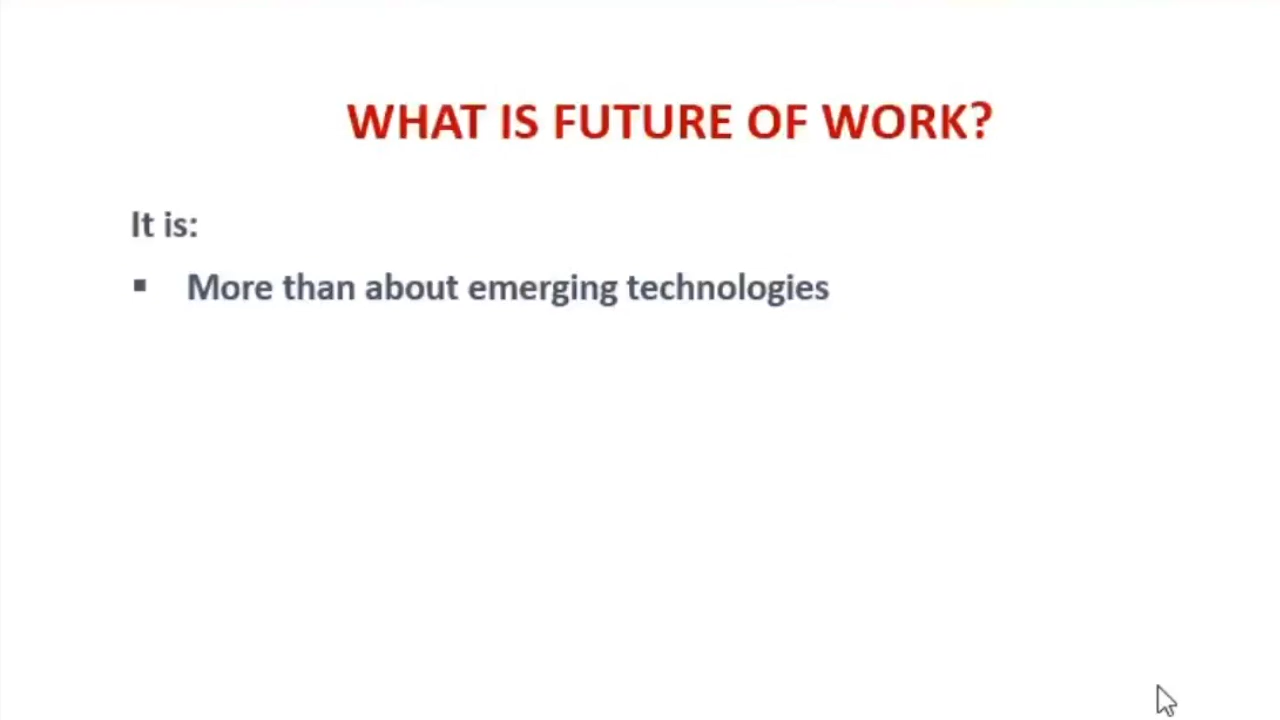 WHAT IS FUTURE OF WORK?
It is:
▪ More than about emerging technologies